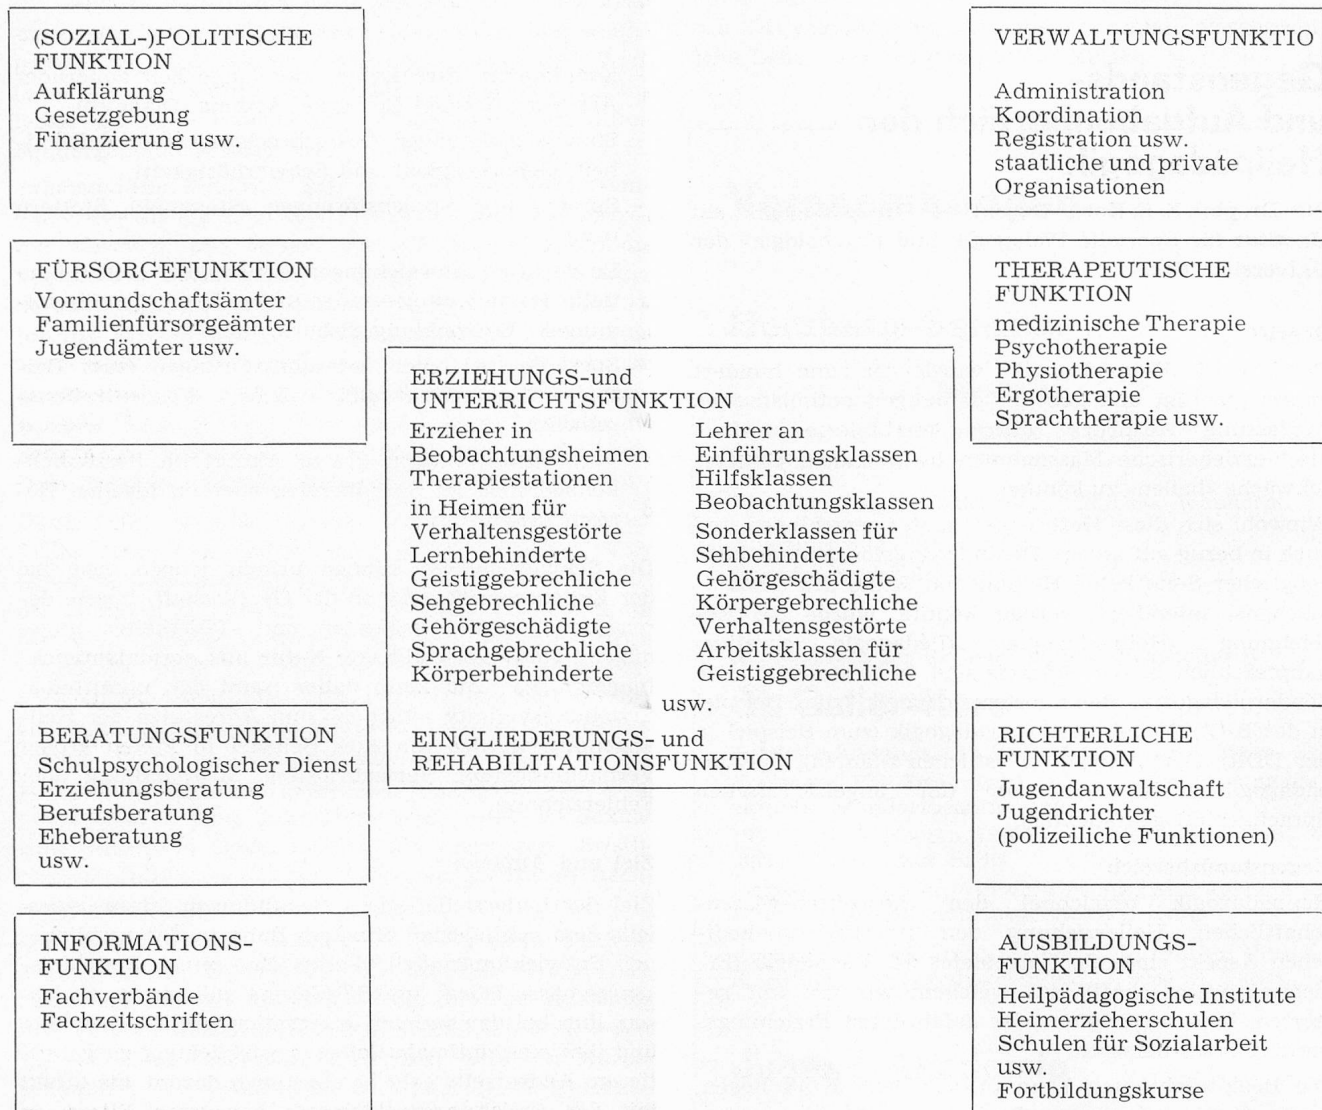 (SOZIAL-)POLITISCHE
FUNKTION
Aufklärung
Gesetzgebung
Finanzierung usw.
FÜRSORGEFUNKTION
Vormundschaftsämter
Familienfürsorgeämter
Jugendämter usw.
BERATUNGSFUNKTION
Schulpsychologischer Dienst
Erziehungsberatung
Berufsberatung
Eheberatung
usw.
INFORMATIONS-
FUNKTION
Fachverbände
Fachzeitschriften
ERZIEHUNGS-und
UNTERRICHTSFUNKTION
Erzieher in
Beobachtungsheimen
Therapiestationen
in Heimen für
Verhaltensgestörte
Lernbehinderte
Geistiggebrechliche
Sehgebrechliche
Gehörgeschädigte
Sprachgebrechliche
Körperbehinderte
Lehrer an
Einführungsklassen
Hilfsklassen
Beobachtungsklassen
Sonderklassen für
Sehbehinderte
Gehörgeschädigte
Körpergebrechliche
Verhaltensgestörte
Arbeitsklassen für
Geistiggebrechliche
usw.
EINGLIEDERUNGS- und
REHABILITATIONSFUNKTION
VERWALTUNGSFUNKTIO
Administration
Koordination
Registration usw.
staatliche und private
Organisationen
THERAPEUTISCHE
FUNKTION
medizinische Therapie
Psychotherapie
Physiotherapie
Ergotherapie
Sprachtherapie usw.
RICHTERLICHE
FUNKTION
Jugendanwaltschaft
Jugendrichter
(polizeiliche Funktionen)
AUSBILDUNGS-
FUNKTION
Heilpädagogische Institute
Heimerzieherschulen
Schulen für Sozialarbeit
usw.
Fortbildungskurse